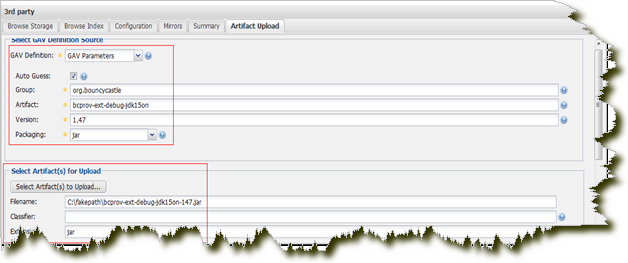 3rd party
Browse Storage Browse Index Configuration Mirrors Summary Artifact Upload
Select GAV Definition Source
GAV Definition: GAV Parameters
Auto Guess:
Group: org.bouncycastle
Artifact: bcprov-ext-debug-jdk15on
Version: 1.47
Packaging: jar
Select Artifact(s) for Upload
Select Artifact(s) to Upload...
Filename: C:\fakepath\bcprov-ext-debug-jdk15on-147.jar
Classifier:
jar